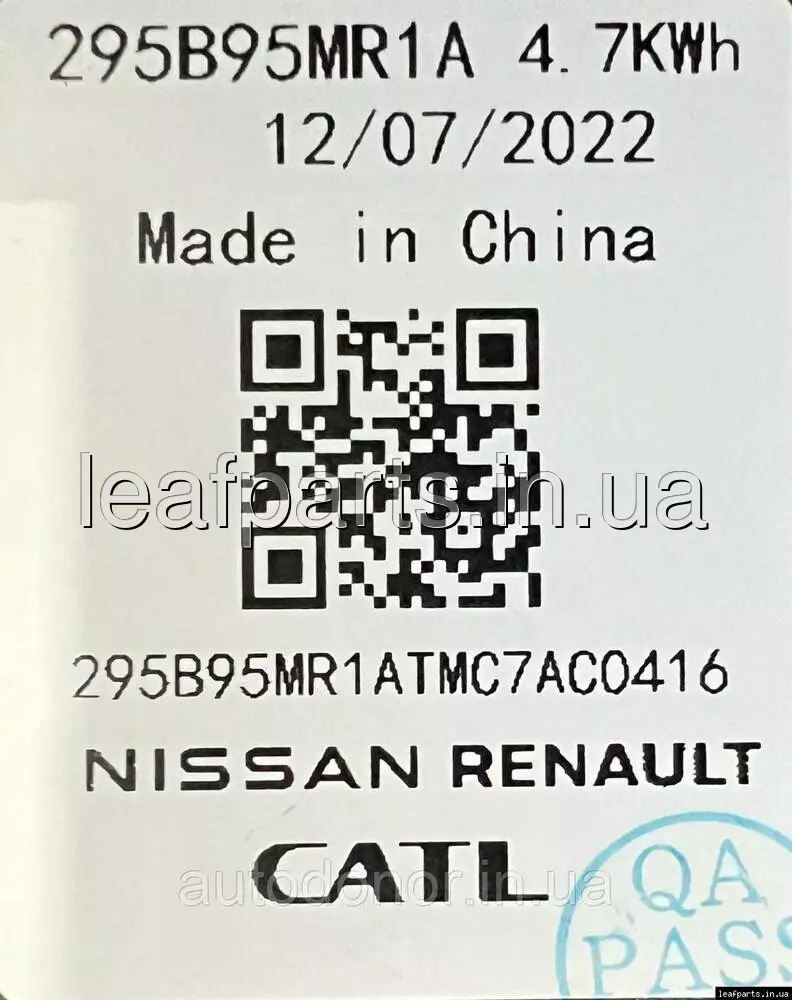 295B95MR1A 4.7KWh
12/07/2022
Made in China
leafparts.in.ua
295B95MR1ATMC7AC0416
NISSAN RENAULT
CATL
autodonor.in.ua
QA
PASS
leafparts.in.ua